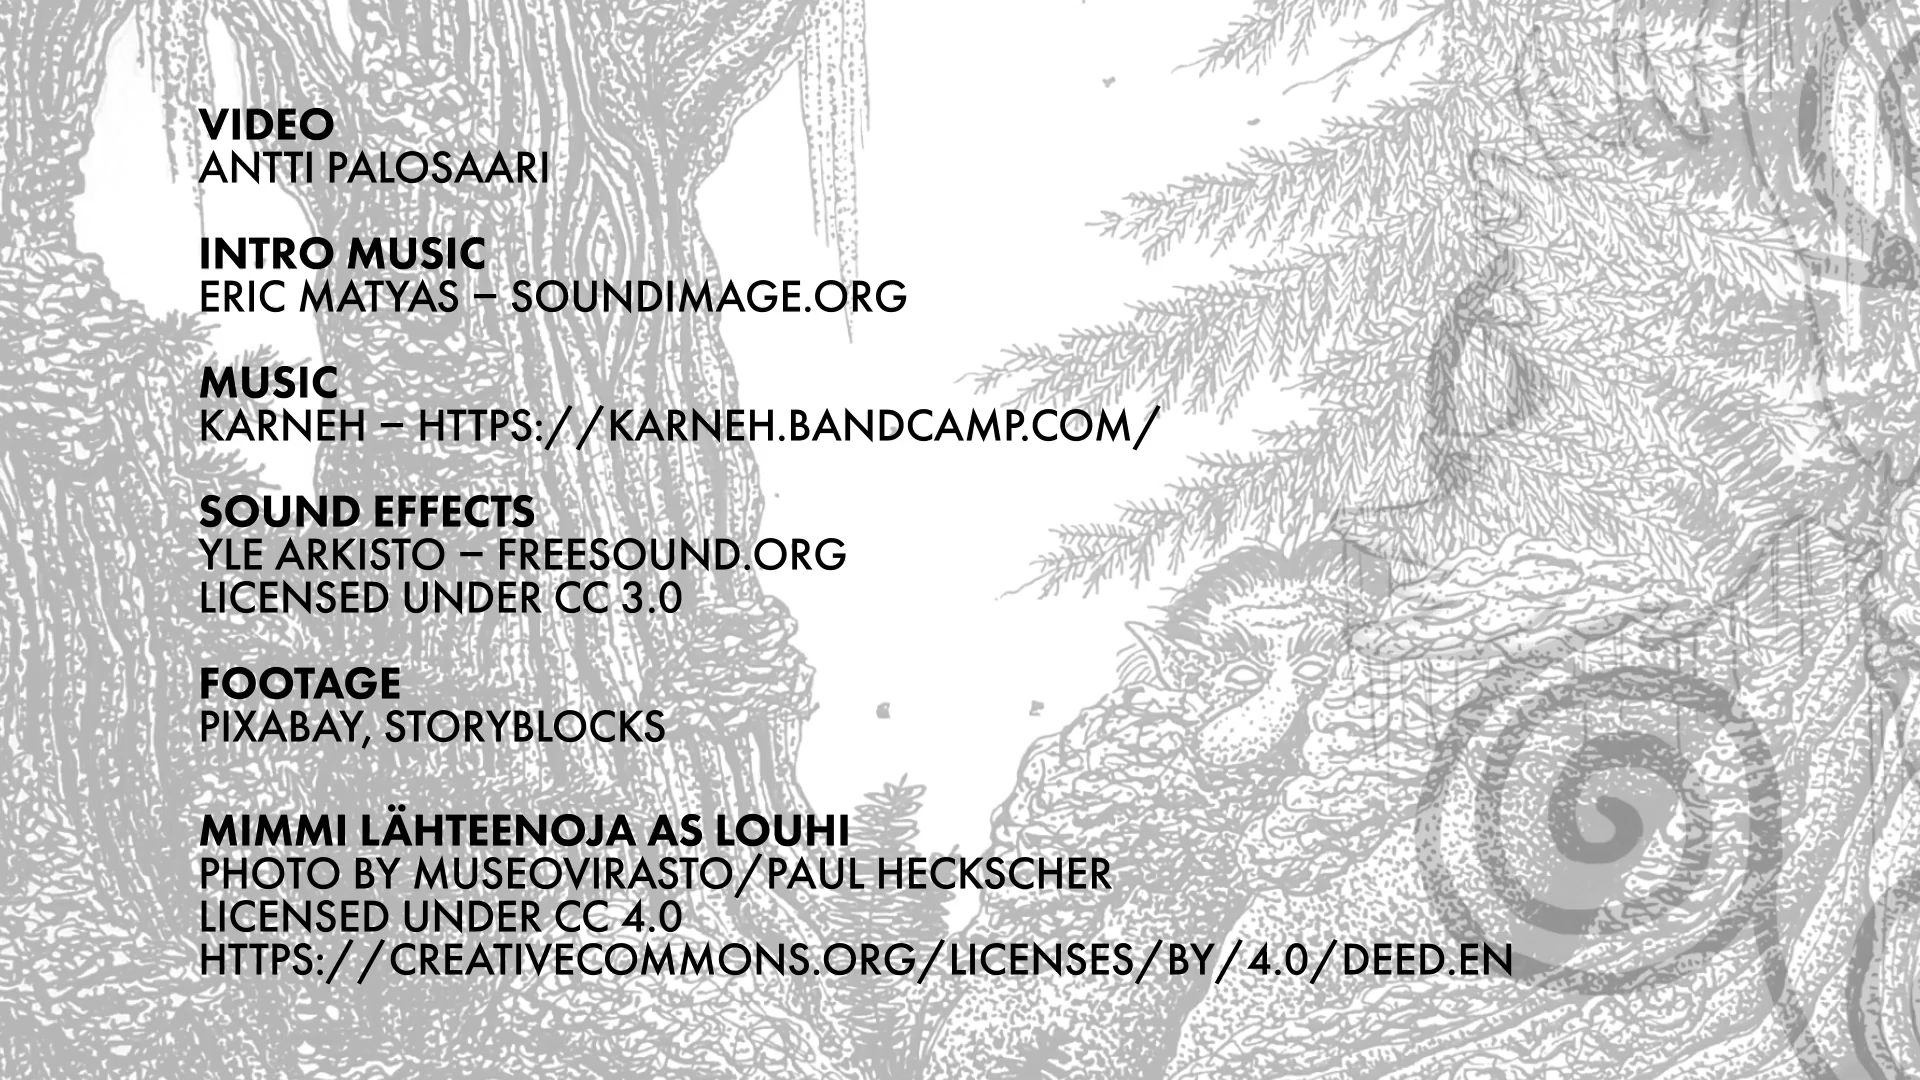 VIDEO
ANTTI PALOSAARI
INTRO MUSIC
ERIC MATYAS – SOUNDIMAGE.ORG
MUSIC
KARNEH – HTTPS://KARNEH.BANDCAMP.COM/
SOUND EFFECTS
YLE ARKISTO – FREESOUND.ORG
LICENSED UNDER CC 3.0
FOOTAGE
PIXABAY, STORYBLOCKS
MIMMI LÄHTEENOJA AS LOUHI
PHOTO BY MUSEOVIRASTO/PAUL HECKSCHER
LICENSED UNDER CC 4.0
HTTPS://CREATIVECOMMONS.ORG/LICENSES/BY/4.0/DEED.EN